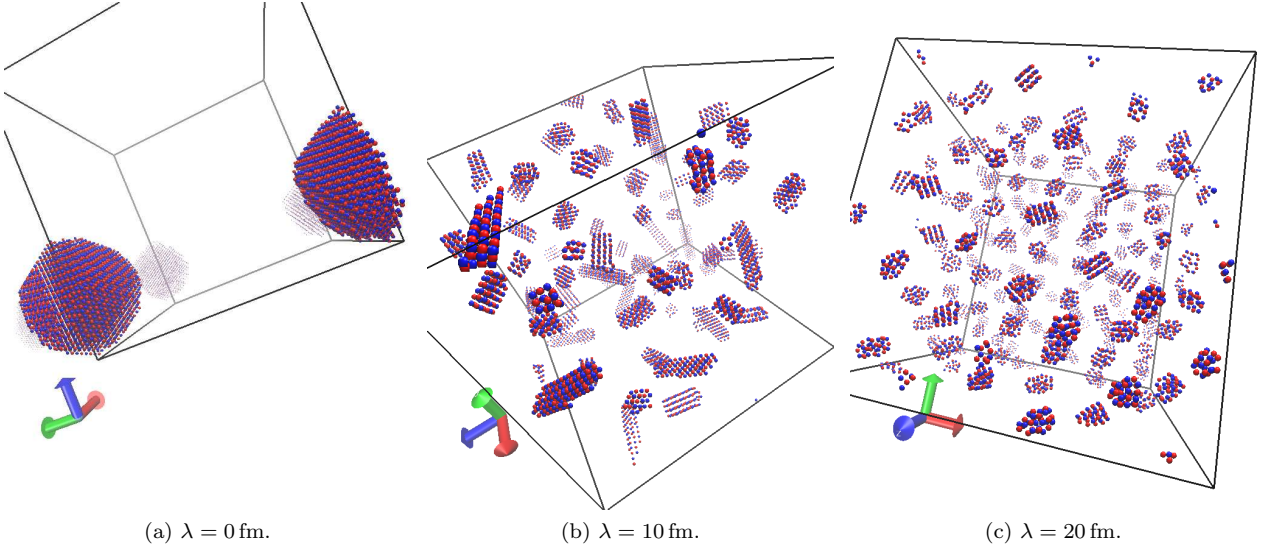 (a) λ = 0 fm.
(b) λ = 10 fm.
(c) λ = 20 fm.